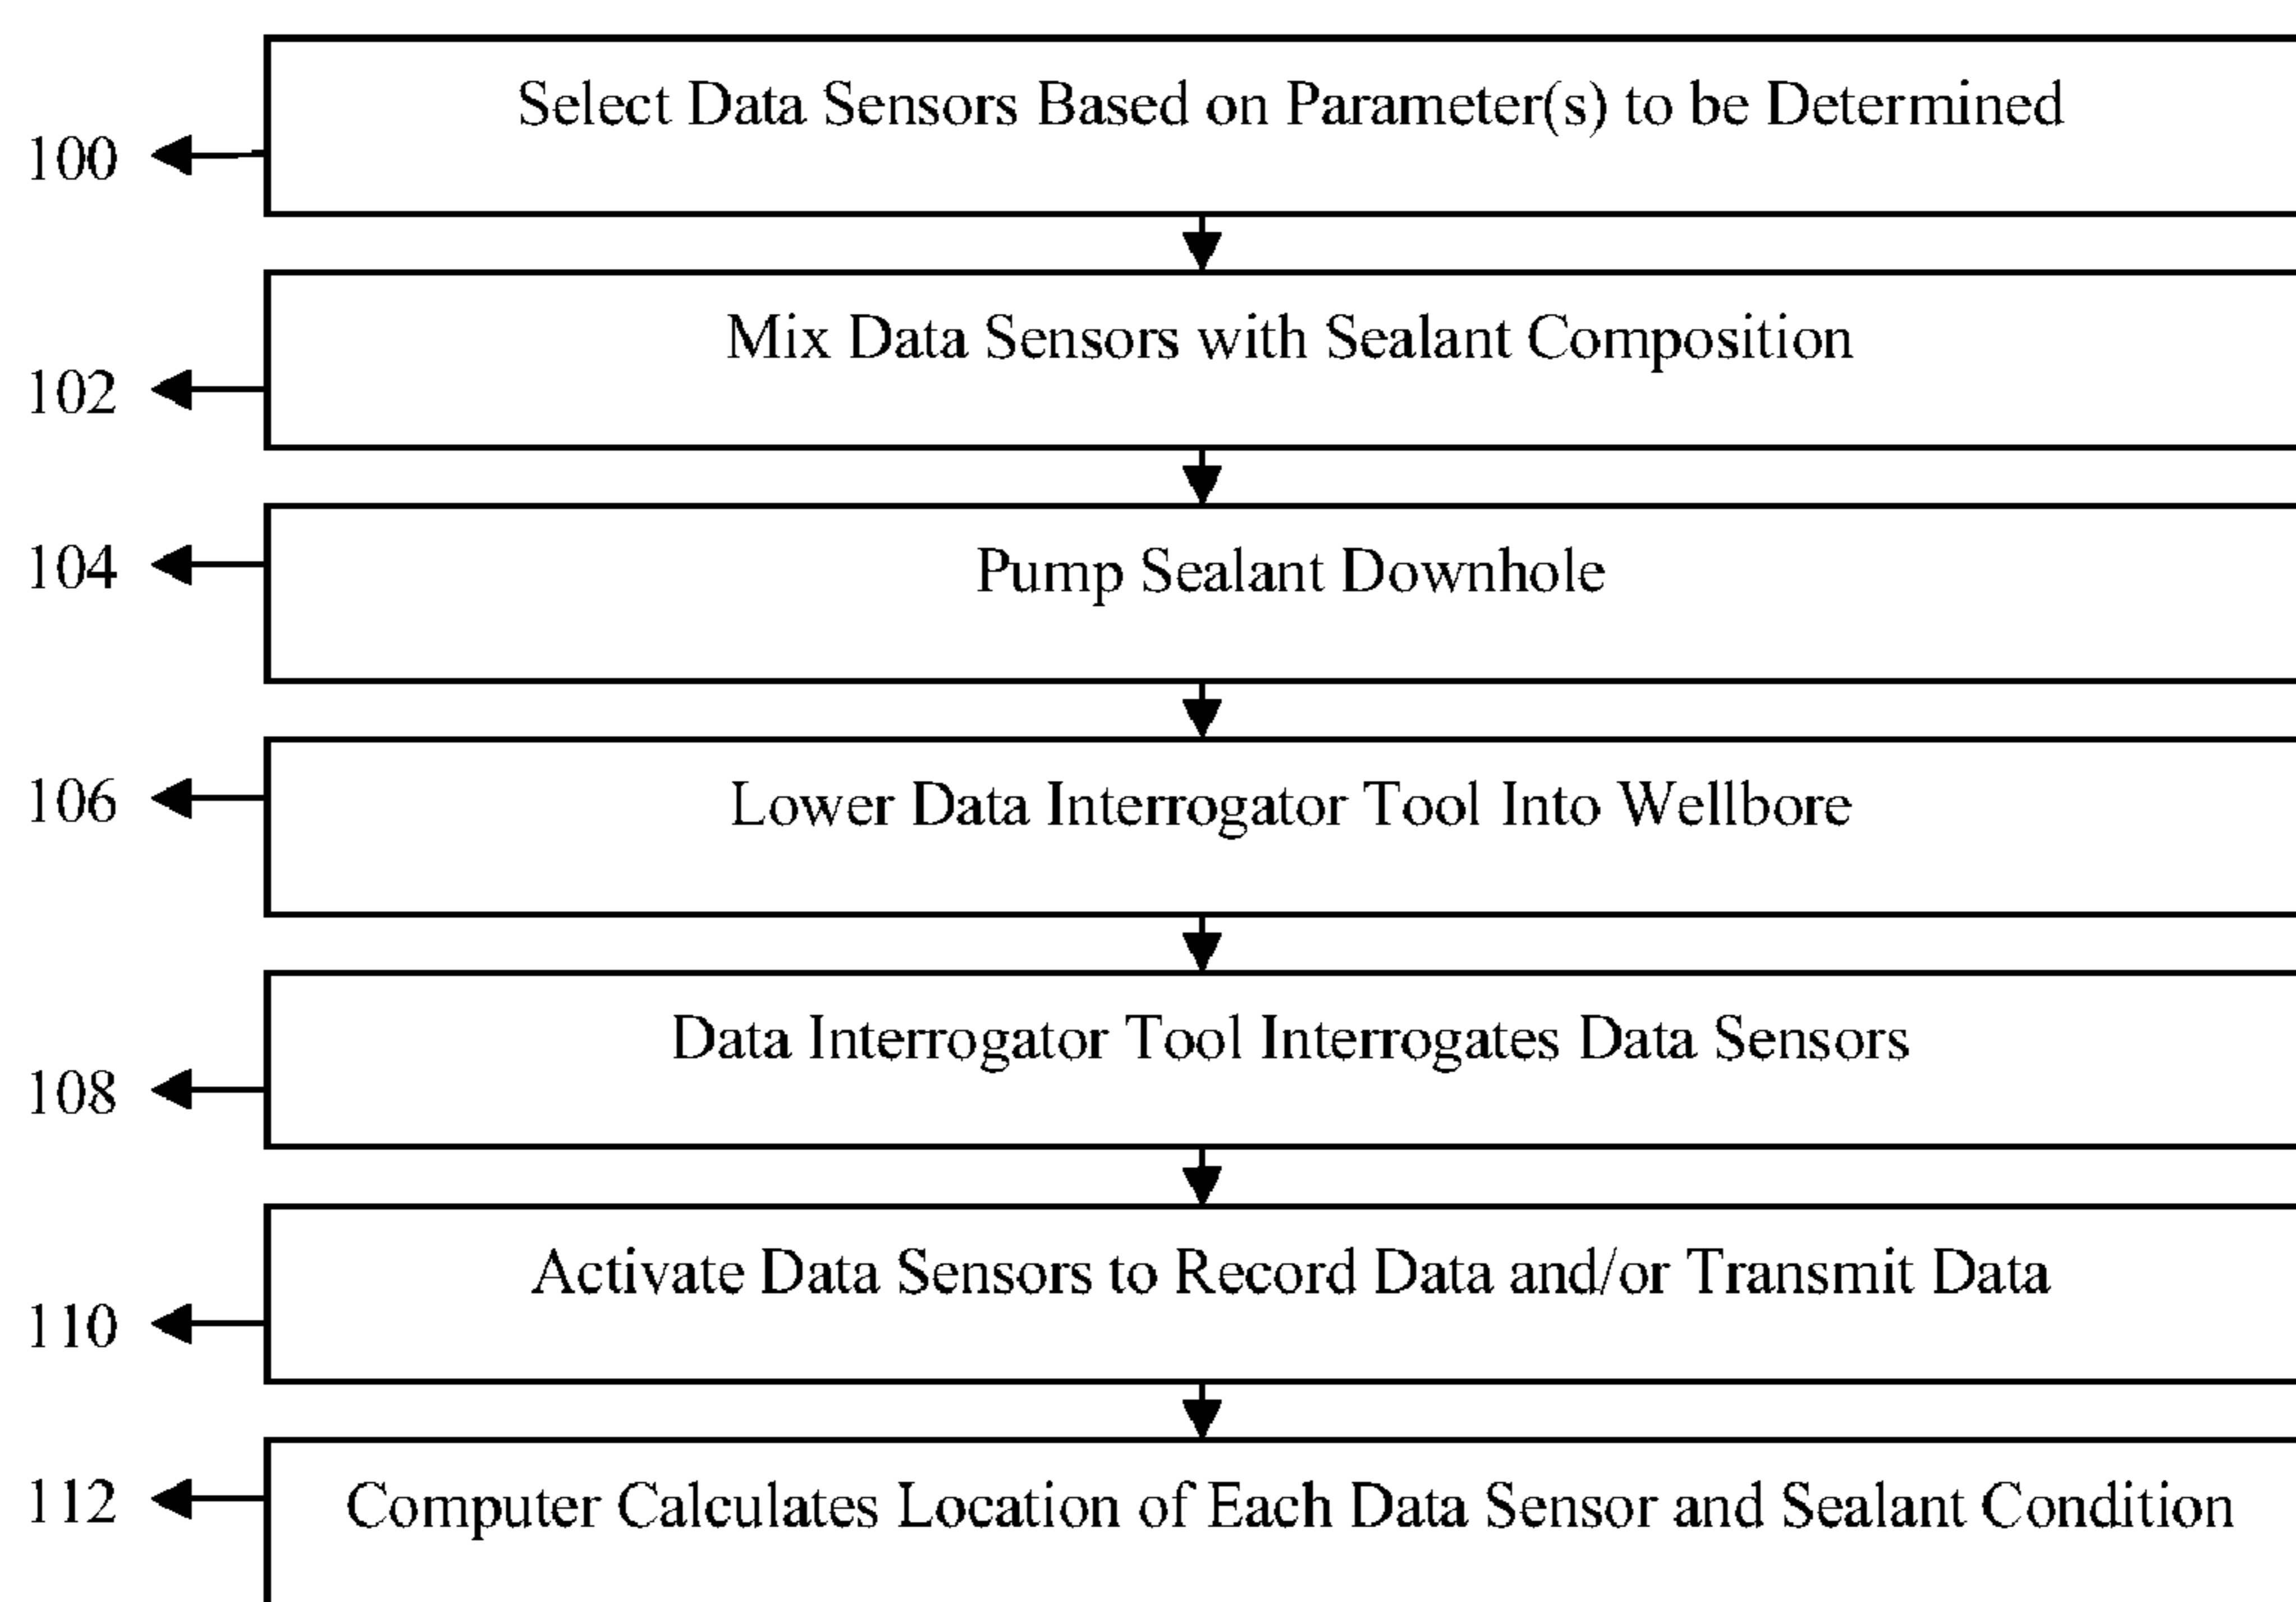 Select Data Sensors Based on Parameter(s) to be Determined
100
Mix Data Sensors with Sealant Composition
102
Pump Sealant Downhole
104
Lower Data Interrogator Tool Into Wellbore
106
Data Interrogator Tool Interrogates Data Sensors
108
Activate Data Sensors to Record Data and/or Transmit Data
110
Computer Calculates Location of Each Data Sensor and Sealant Condition
112